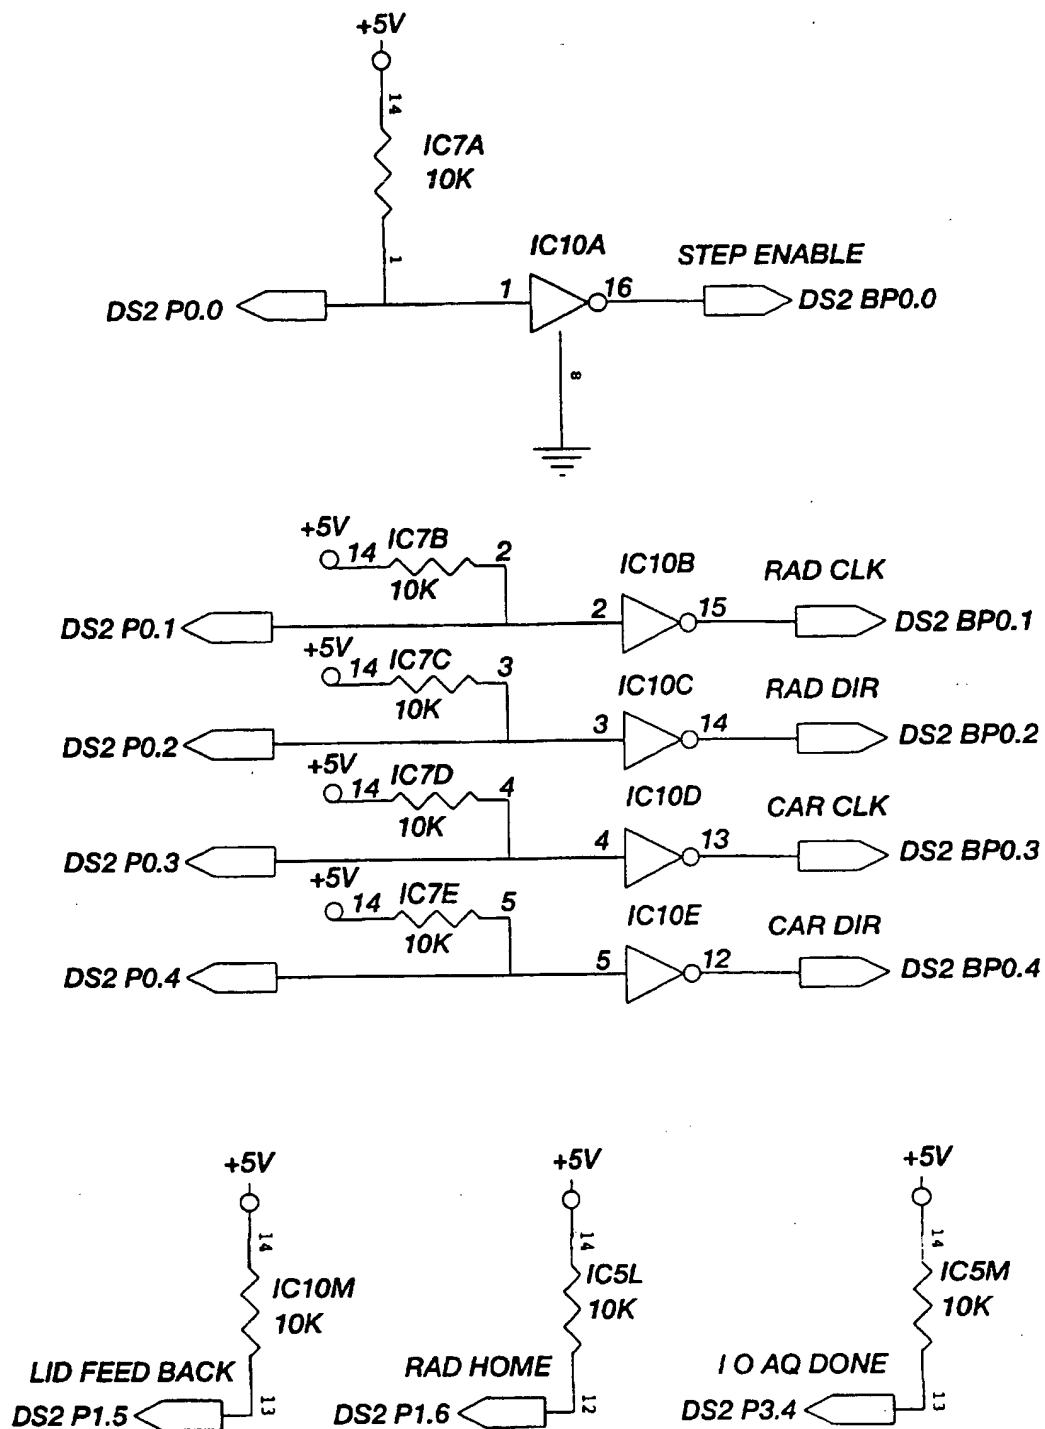 +5V
14
IC7A
10K
1
IC10A
STEP ENABLE
1
16
DS2 P0.0
DS2 BP0.0
8
+5V
14
IC7B
2
10K
IC10B
RAD CLK
DS2 P0.1
2
15
DS2 BP0.1
+5V
14
IC7C
3
10K
IC10C
RAD DIR
DS2 P0.2
3
14
DS2 BP0.2
+5V
14
IC7D
4
10K
IC10D
CAR CLK
DS2 P0.3
4
13
DS2 BP0.3
+5V
14
IC7E
5
10K
IC10E
CAR DIR
DS2 P0.4
5
12
DS2 BP0.4
+5V
14
IC10M
10K
LID FEED BACK
DS2 P1.5
13
+5V
14
IC5L
10K
RAD HOME
DS2 P1.6
12
+5V
14
IC5M
10K
I O AQ DONE
DS2 P3.4
13